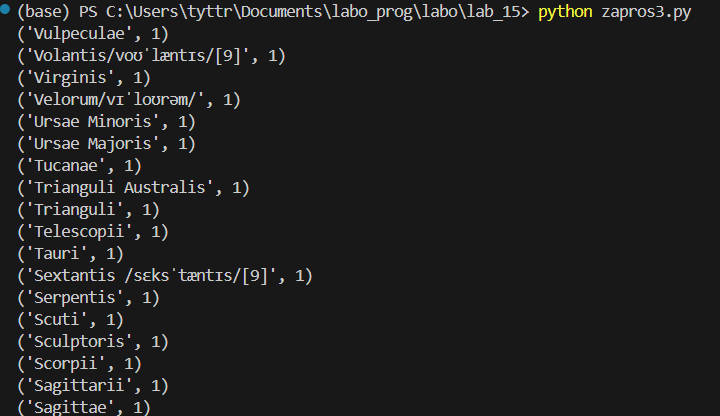 (base) PS C:\Users\tyttr\Documents\labo_prog\labo\lab_15> python zapros3.py
('Vulpeculae', 1)
('Volantis/voʊˈlæntɪs/[9]', 1)
('Virginis', 1)
('Velorum/vɪˈloʊrəm/', 1)
('Ursae Minoris', 1)
('Ursae Majoris', 1)
('Tucanae', 1)
('Trianguli Australis', 1)
('Trianguli', 1)
('Telescopii', 1)
('Tauri', 1)
('Sextantis /sɛksˈtæntɪs/[9]', 1)
('Serpentis', 1)
('Scuti', 1)
('Sculptoris', 1)
('Scorpii', 1)
('Sagittarii', 1)
('Sagittae', 1)